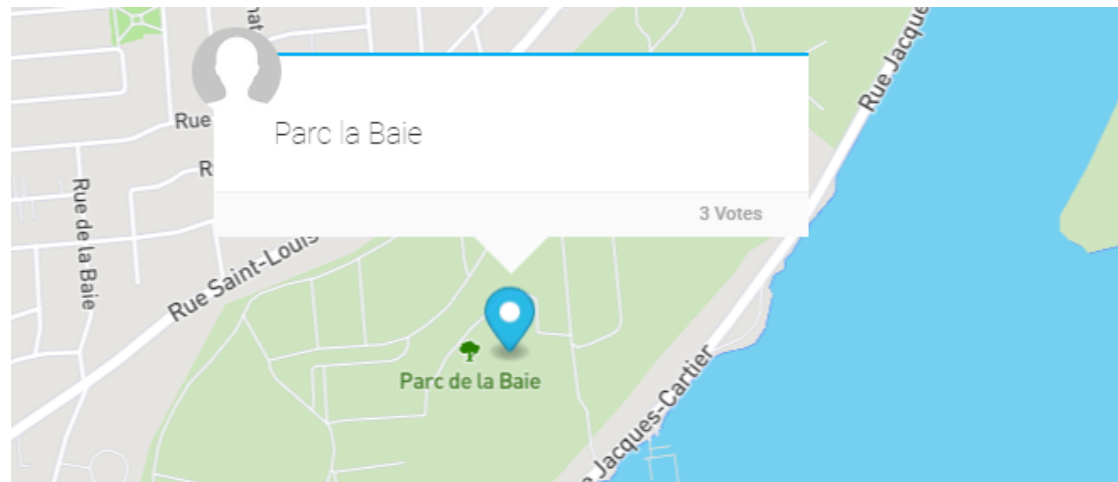 Rue Jacque
Rue
Parc la Baie
R
3 Votes
Rue de la Baie
Rue Saint-Louis
Parc de la Baie
Jacques-Cartier